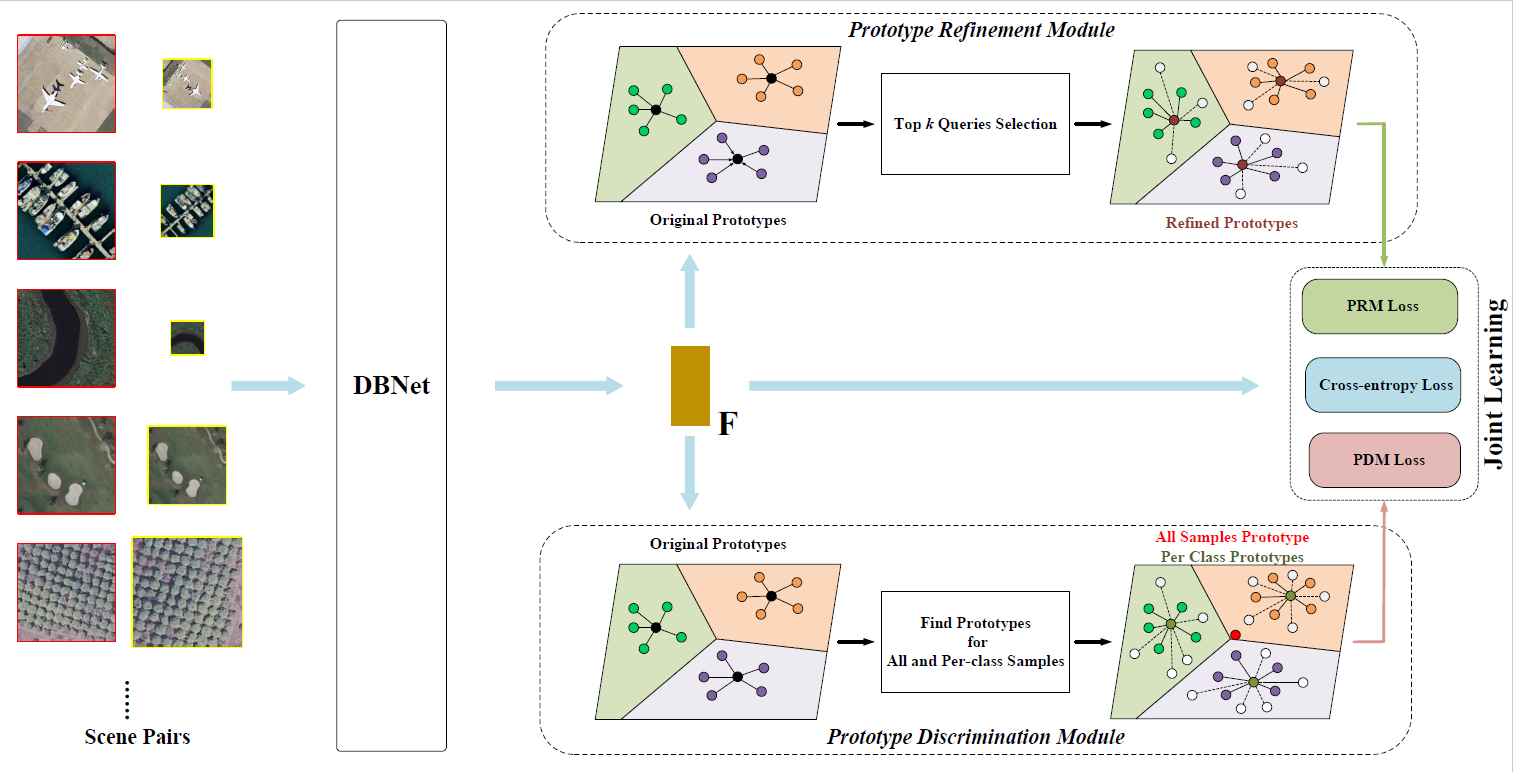 Prototype Refinement Module
Top k Queries Selection
Original Prototypes
Refined Prototypes
DBNet
F
PRM Loss
Cross-entropy Loss
PDM Loss
Joint Learning
Original Prototypes
All Samples Prototype
Per Class Prototypes
Find Prototypes
for
All and Per-class Samples
Prototype Discrimination Module
......
Scene Pairs